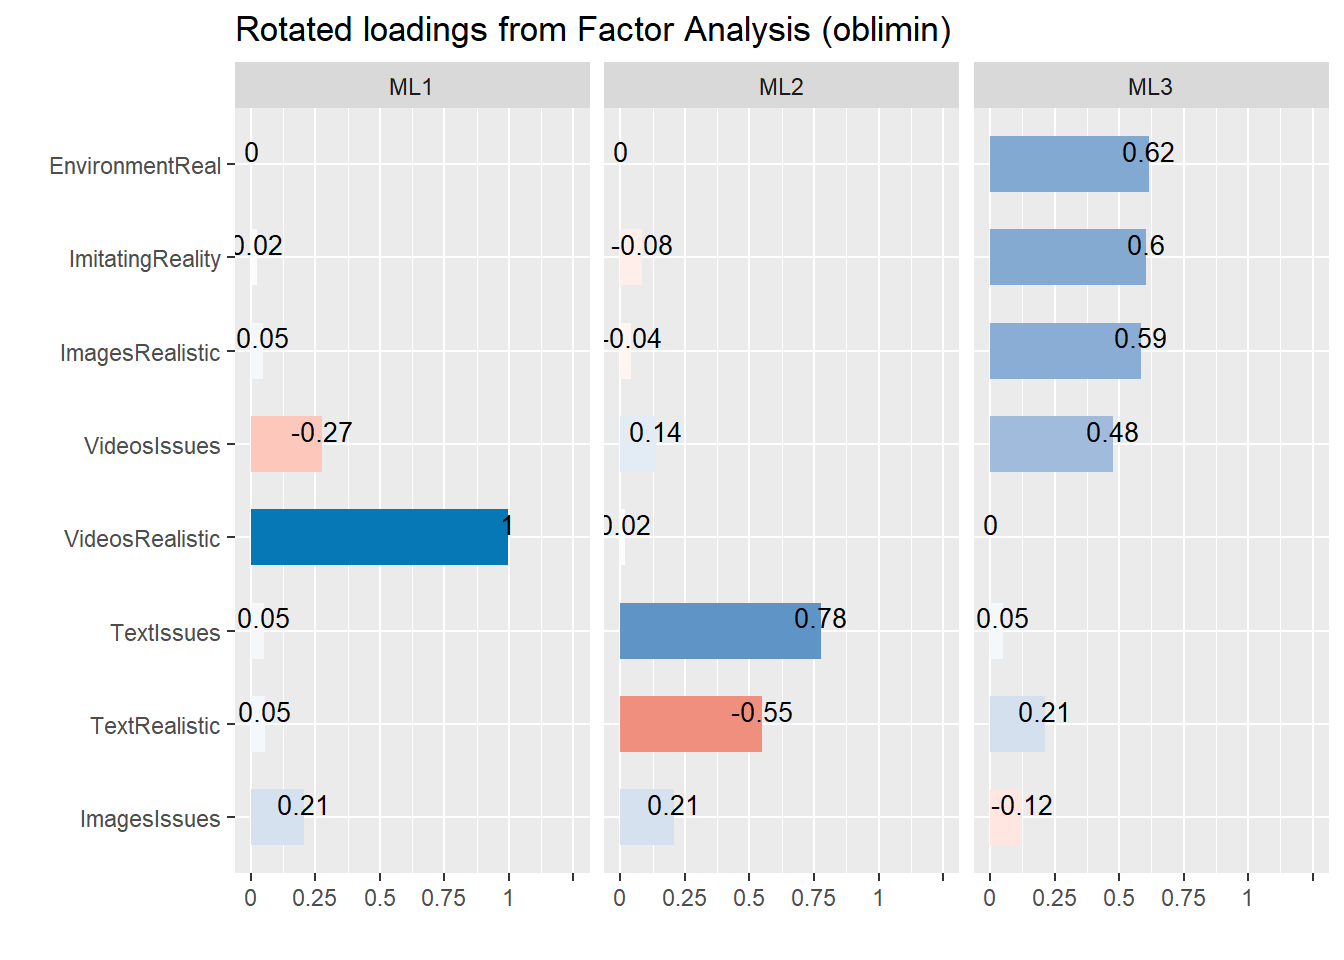 Rotated loadings from Factor Analysis (oblimin)
ML1 ML2 ML3
EnvironmentReal 0 0 0.62
ImitatingReality 0.02 -0.08 0.6
ImagesRealistic 0.05 -0.04 0.59
VideosIssues -0.27 0.14 0.48
VideosRealistic 1 0.02 0
TextIssues 0.05 0.78 0.05
TextRealistic 0.05 -0.55 0.21
ImagesIssues 0.21 0.21 -0.12
0 0.25 0.5 0.75 1 0 0.25 0.5 0.75 1 0 0.25 0.5 0.75 1